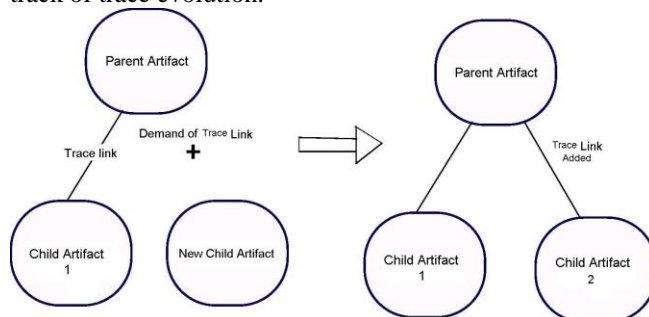 track of trace evolution.
Parent Artifact
Demand of Trace Link
+
Trace link
Child Artifact
1
New Child Artifact
Parent Artifact
Trace Link
Added
Child Artifact
1
Child Artifact
2